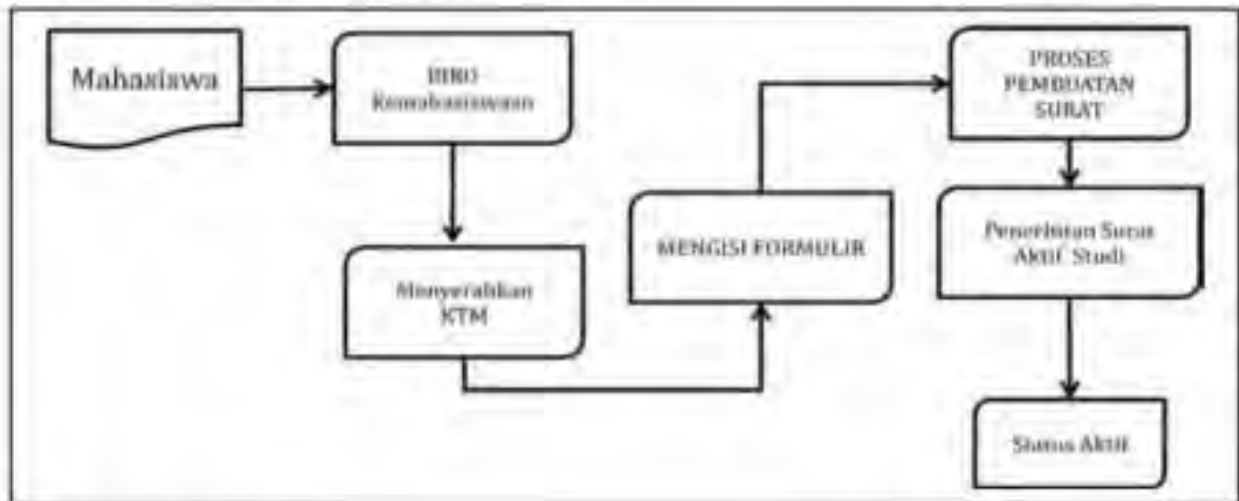 Mahasiswa
BIRO
Kemahasiswaan
Menyerahkan
KTM
MENGISI FORMULIR
PROSES
PEMBUATAN
SURAT
Penerbitan Surat
Aktif Studi
Status Aktif